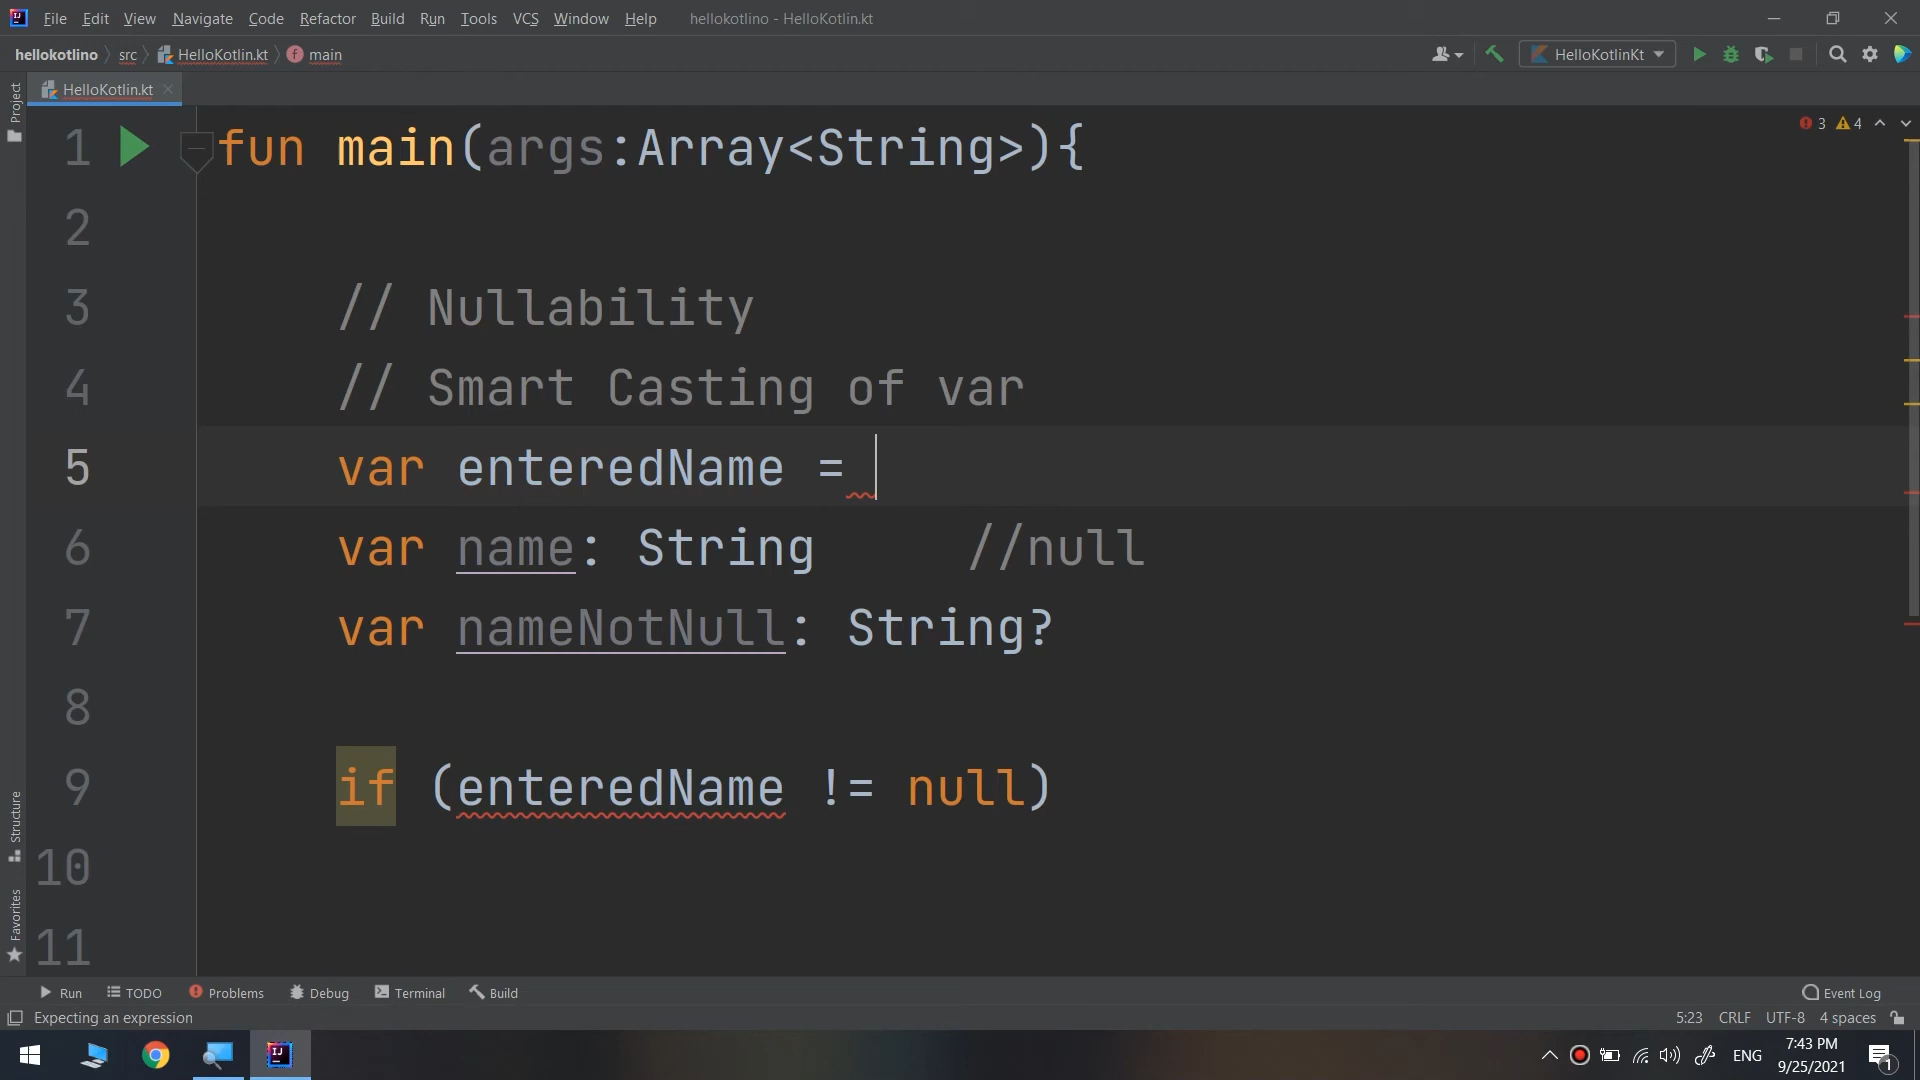 File Edit View Navigate Code Refactor Build Run Tools VCS Window Help hellokotlino - HelloKotlin.kt
hellokotlino src HelloKotlin.kt main HelloKotlinKt
HelloKotlin.kt
Project
3 4
1 fun main(args:Array<String>){
2
3 // Nullability
4 // Smart Casting of var
5 var enteredName =
6 var name: String //null
7 var nameNotNull: String?
8
9 if (enteredName != null)
10
11
Structure
Favorites
Run TODO Problems Debug Terminal Build Event Log
Expecting an expression 5:23 CRLF UTF-8 4 spaces
ENG 7:43 PM
9/25/2021
1